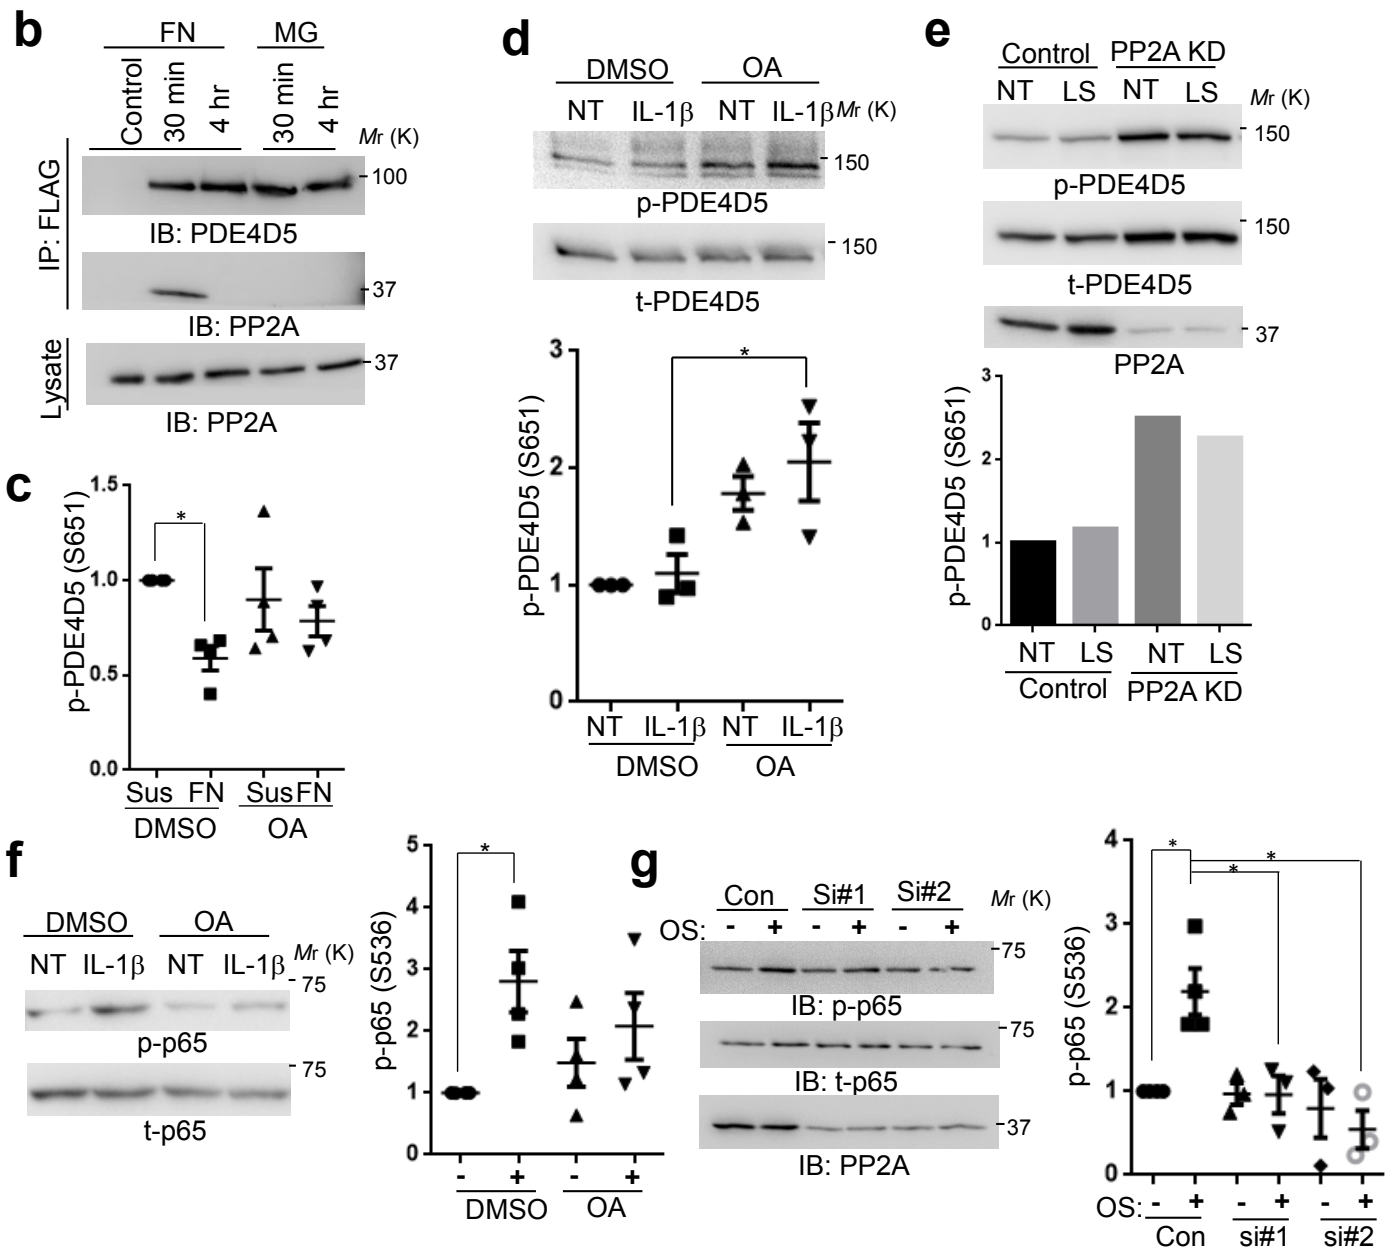 b
FN MG
Control
30 min
4 hr
30 min
4 hr
Mr (K)
IP: FLAG
100
IB: PDE4D5
37
IB: PP2A
Lysate
37
IB: PP2A
c
p-PDE4D5 (S651)
1.5
1.0
0.5
0.0
*
Sus FN Sus FN
DMSO OA
d
DMSO OA
NT IL-1β NT IL-1β Mr (K)
150
p-PDE4D5
150
t-PDE4D5
p-PDE4D5 (S651)
3
2
1
0
*
NT IL-1β NT IL-1β
DMSO OA
e
Control PP2A KD
NT LS NT LS Mr (K)
150
p-PDE4D5
150
t-PDE4D5
37
PP2A
p-PDE4D5 (S651)
3
2
1
0
NT LS NT LS
Control PP2A KD
f
DMSO OA
NT IL-1β NT IL-1β Mr (K)
75
p-p65
75
t-p65
p-p65 (S536)
5
4
3
2
1
0
*
- + - +
DMSO OA
g
Con Si#1 Si#2 Mr (K)
OS: - + - + - +
75
IB: p-p65
75
IB: t-p65
37
IB: PP2A
p-p65 (S536)
4
3
2
1
0
* * *
OS: - + - + - +
Con si#1 si#2